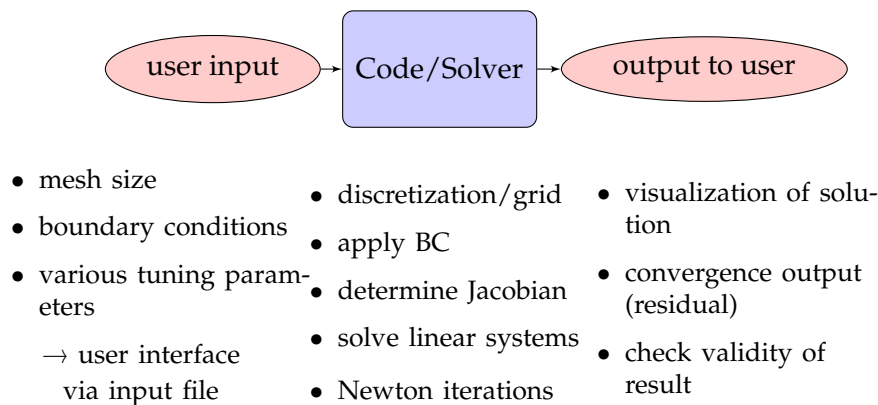 user input
Code/Solver
output to user
• mesh size
• boundary conditions
• various tuning param-
eters
→ user interface
via input file
• discretization/grid
• apply BC
• determine Jacobian
• solve linear systems
• Newton iterations
• visualization of solu-
tion
• convergence output
(residual)
• check validity of
result